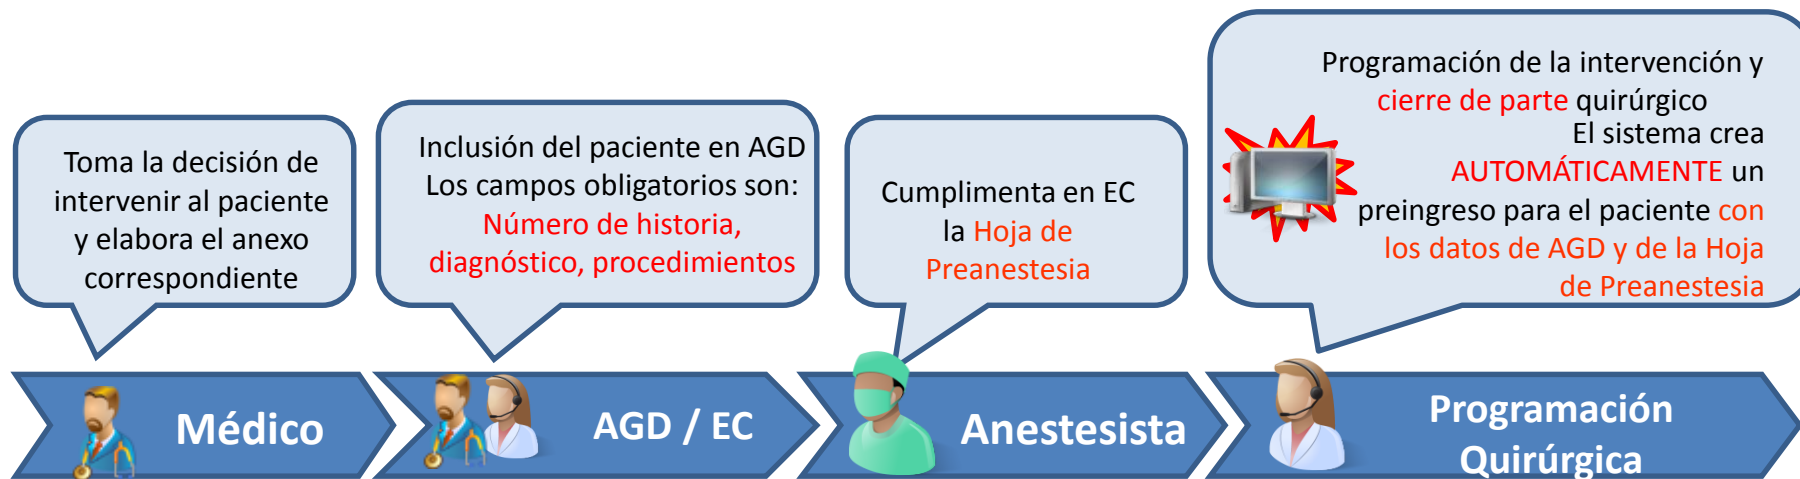 Toma la decisión de
intervenir al paciente
y elabora el anexo
correspondiente
Inclusión del paciente en AGD
Los campos obligatorios son:
Número de historia,
diagnóstico, procedimientos
Cumplimenta en EC
la Hoja de
Preanestesia
Programación de la intervención y
cierre de parte quirúrgico
El sistema crea
AUTOMÁTICAMENTE un
preingreso para el paciente con
los datos de AGD y de la Hoja
de Preanestesia
Médico
AGD / EC
Anestesista
Programación
Quirúrgica